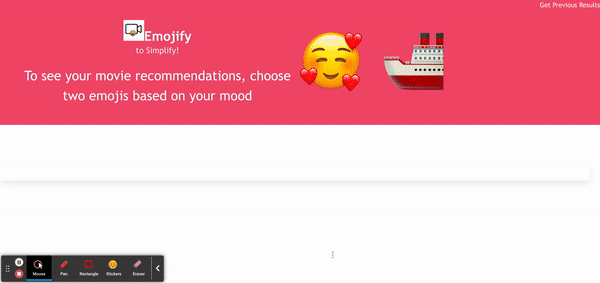 Get Previous Results
Emojify
to Simplify!
To see your movie recommendations, choose
two emojis based on your mood
Mouse
Pen
Rectangle
Stickers
Eraser